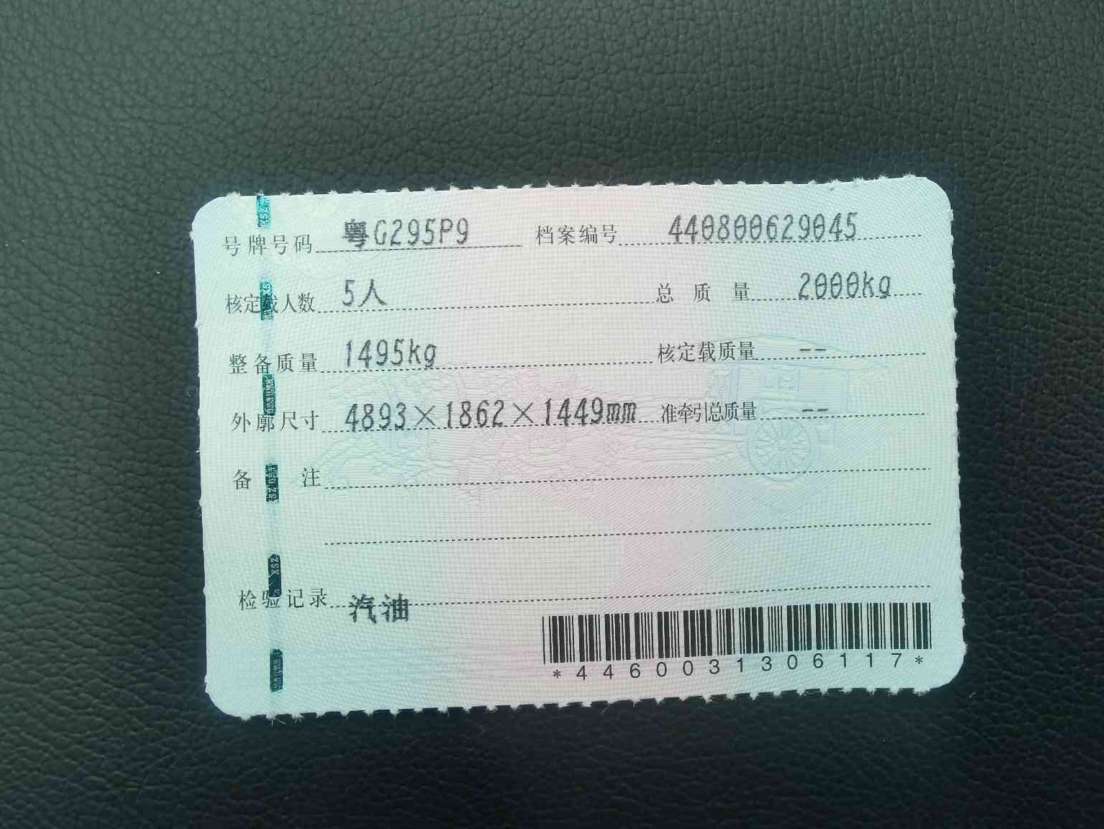 号牌号码 粤G295P9 档案编号 440800629045
核定载人数 5人 总质量 2000kg
整备质量 1495kg 核定载质量 --
外廓尺寸 4893×1862×1449mm 准牵引总质量 --
备注
检验记录 汽油
*4460031306117*